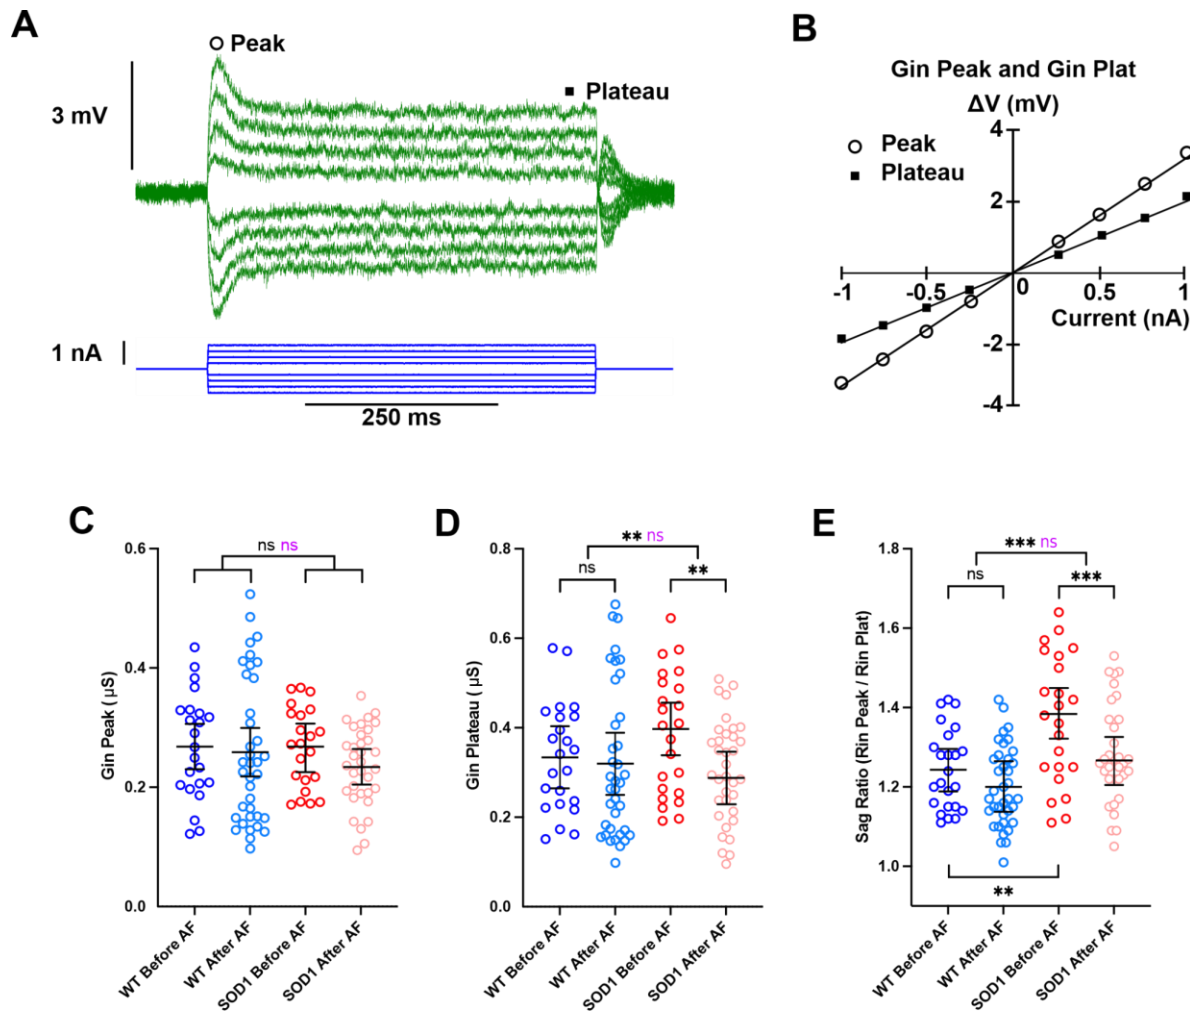 A
Peak
3 mV
Plateau
1 nA
250 ms
B
Gin Peak and Gin Plat
ΔV (mV)
Peak
Plateau
4
2
-1
-0.5
0
0.5
1
Current (nA)
-2
-4
C
Gin Peak (µS)
0.6
0.4
0.2
0.0
ns ns
WT Before AF
WT After AF
SOD1 Before AF
SOD1 After AF
D
Gin Plateau (µS)
0.8
0.6
0.4
0.2
0.0
** ns
ns
**
WT Before AF
WT After AF
SOD1 Before AF
SOD1 After AF
E
Sag Ratio (Rin Peak / Rin Plat)
1.8
1.6
1.4
1.2
1.0
*** ns
ns
***
**
WT Before AF
WT After AF
SOD1 Before AF
SOD1 After AF